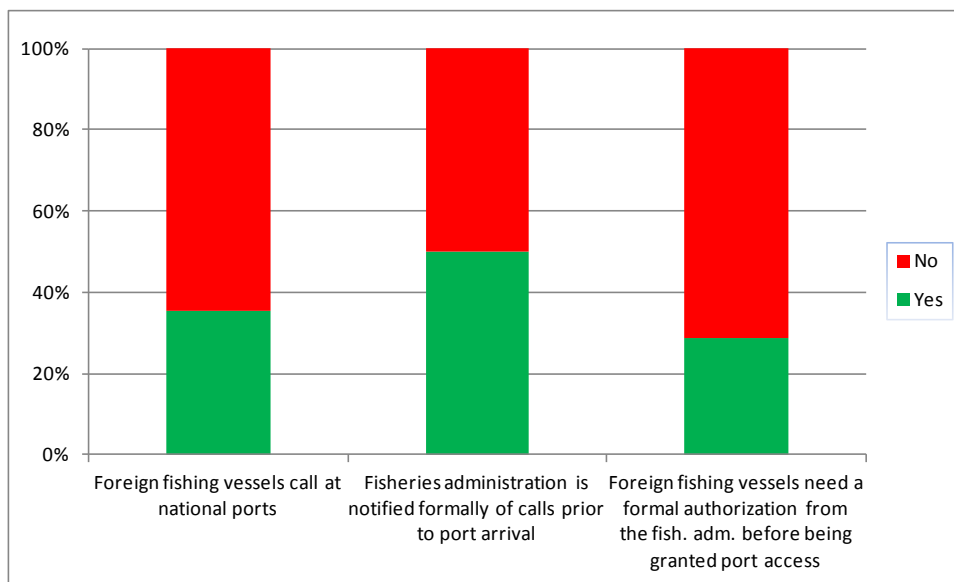 100%
80%
60%
40%
20%
0%
No
Yes
Foreign fishing vessels call at
national ports
Fisheries administration is
notified formally of calls prior
to port arrival
Foreign fishing vessels need a
formal authorization from
the fish. adm. before being
granted port access